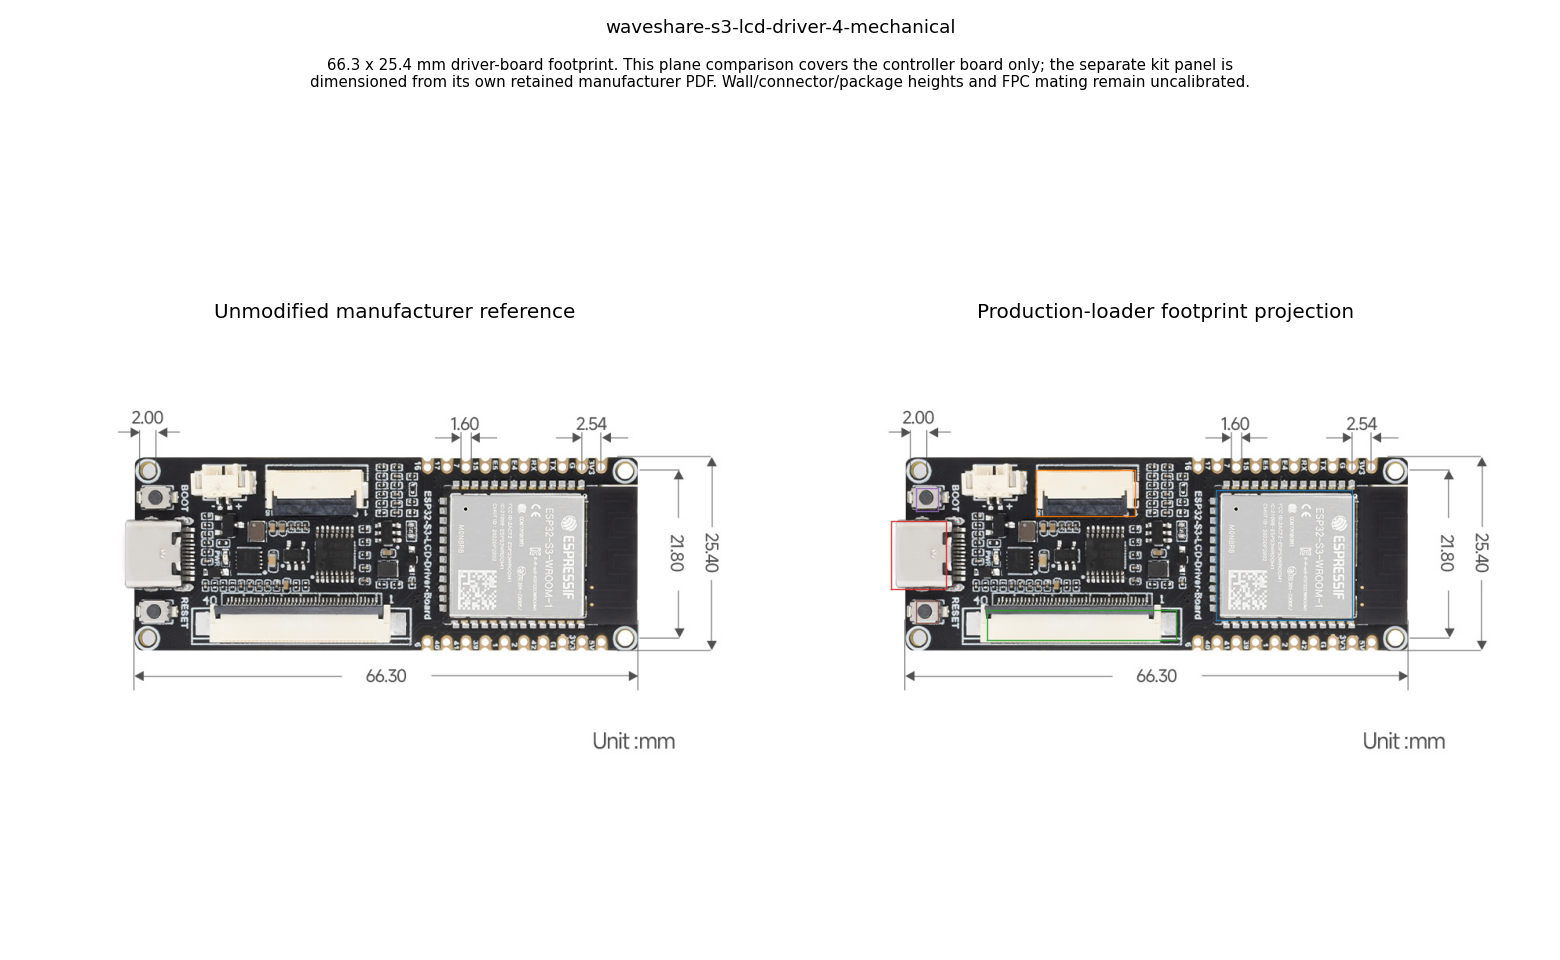 waveshare-s3-lcd-driver-4-mechanical
66.3 x 25.4 mm driver-board footprint. This plane comparison covers the controller board only; the separate kit panel is
dimensioned from its own retained manufacturer PDF. Wall/connector/package heights and FPC mating remain uncalibrated.
Unmodified manufacturer reference
2.00
1.60
2.54
BOOT
RESET
ESP32-S3-LCD-Driver-Board
ESP32-S3-WROOM-1
ESPRESSIF
21.80
25.40
66.30
Unit :mm
Production-loader footprint projection
2.00
1.60
2.54
BOOT
RESET
ESP32-S3-LCD-Driver-Board
ESP32-S3-WROOM-1
ESPRESSIF
21.80
25.40
66.30
Unit :mm